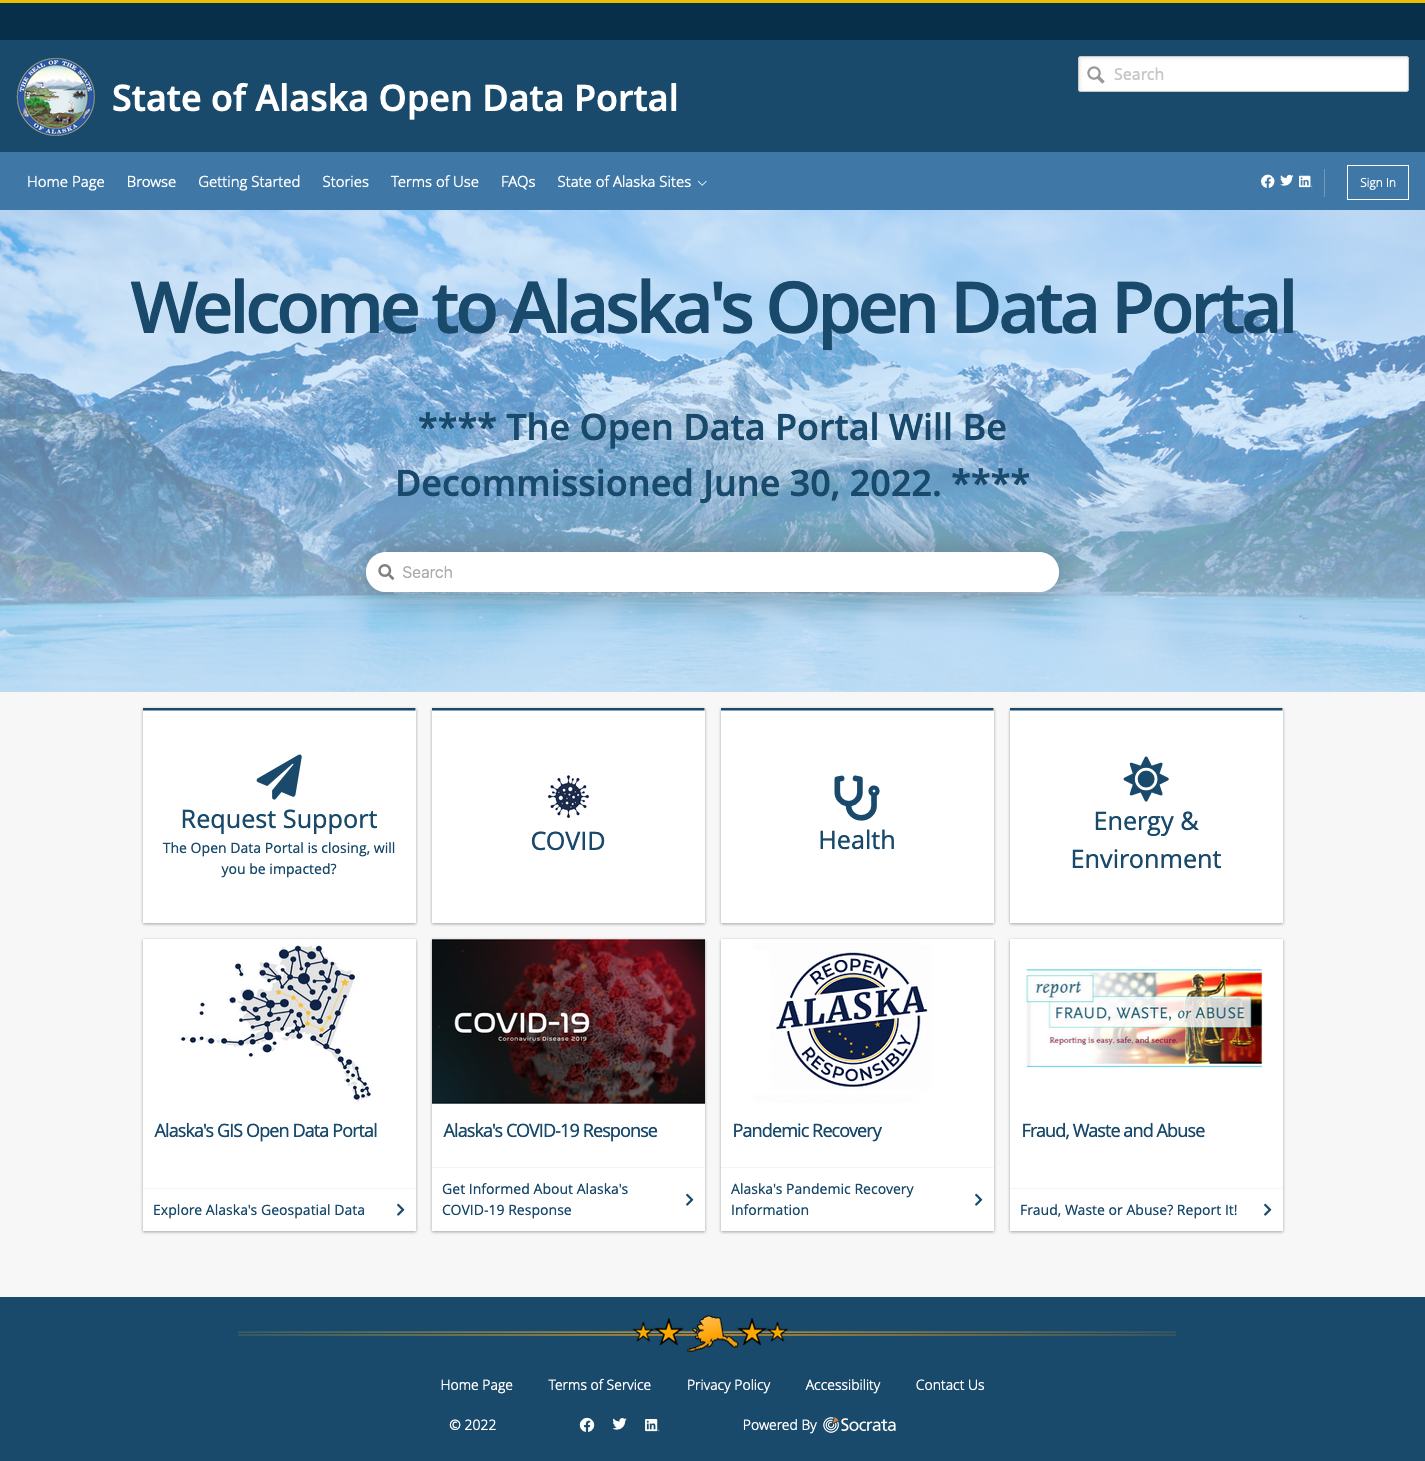 THE SEAL OF THE STATE OF ALASKA
State of Alaska Open Data Portal
Search
Home Page Browse Getting Started Stories Terms of Use FAQs State of Alaska Sites
Sign In
Welcome to Alaska's Open Data Portal
**** The Open Data Portal Will Be
Decommissioned June 30, 2022. ****
Search
Request Support
The Open Data Portal is closing, will
you be impacted?
COVID
Health
Energy &
Environment
COVID-19
Coronavirus Disease 2019
REOPEN
ALASKA
RESPONSIBLY
report
FRAUD, WASTE, or ABUSE
Reporting is easy, safe, and secure.
Alaska's GIS Open Data Portal
Alaska's COVID-19 Response
Pandemic Recovery
Fraud, Waste and Abuse
Explore Alaska's Geospatial Data
Get Informed About Alaska's
COVID-19 Response
Alaska's Pandemic Recovery
Information
Fraud, Waste or Abuse? Report It!
Home Page Terms of Service Privacy Policy Accessibility Contact Us
© 2022
Powered By Socrata